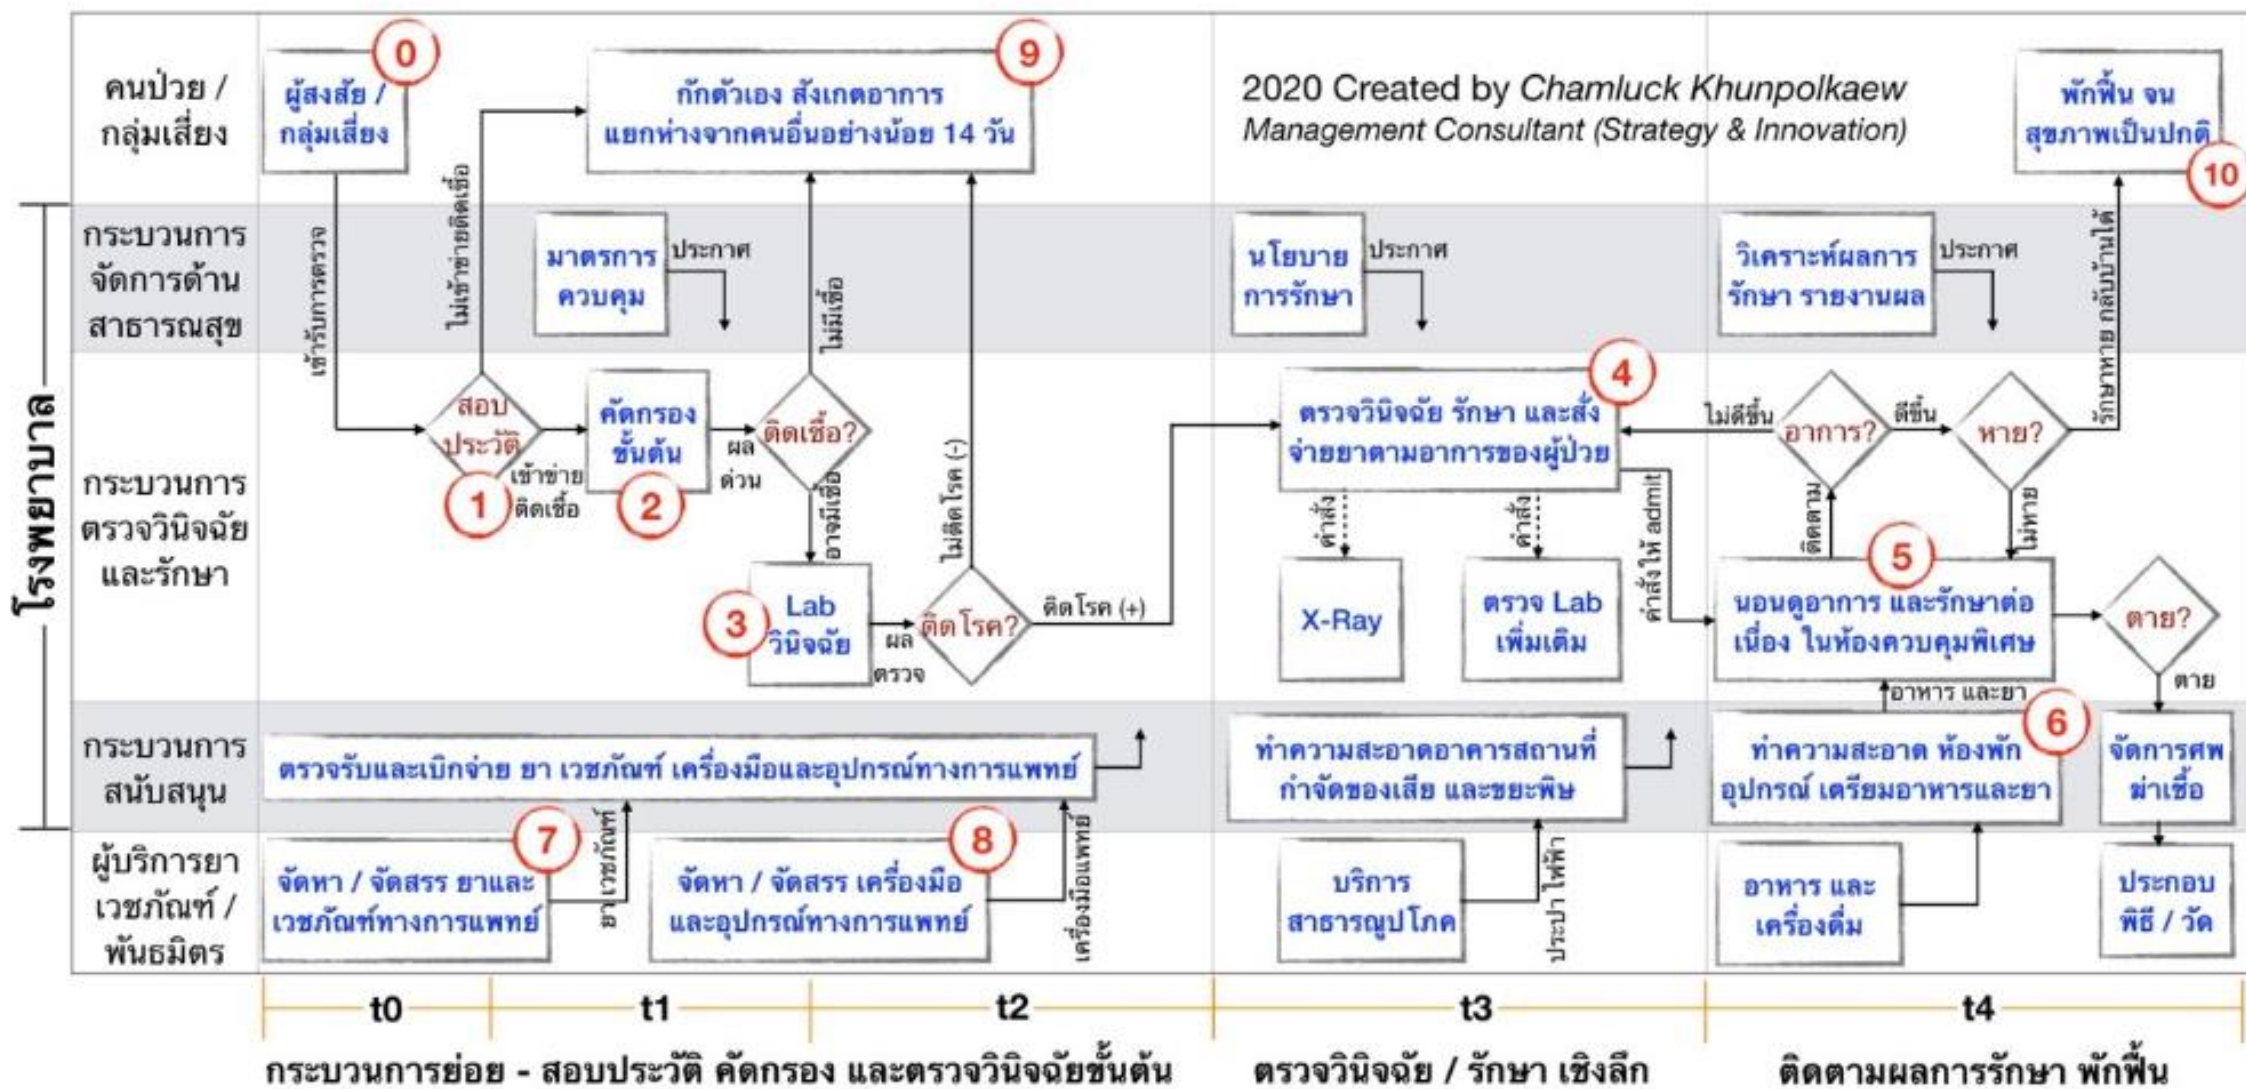 คนป่วย /
กลุ่มเสี่ยง
0
ผู้สงสัย /
กลุ่มเสี่ยง
9
กักตัวเอง สังเกตอาการ
แยกห่างจากคนอื่นอย่างน้อย 14 วัน
2020 Created by Chamluck Khunpolkaew
Management Consultant (Strategy & Innovation)
พักฟื้น จน
สุขภาพเป็นปกติ
10
โรงพยาบาล
กระบวนการ
จัดการด้าน
สาธารณสุข
เข้ารับการตรวจ
ไม่เข้าข่ายติดเชื้อ
มาตรการ
ควบคุม
ประกาศ
ไม่มีเชื้อ
นโยบาย
การรักษา
ประกาศ
วิเคราะห์ผลการ
รักษา รายงานผล
ประกาศ
รักษาหาย กลับบ้านได้
กระบวนการ
ตรวจวินิจฉัย
และรักษา
สอบ
ประวัติ
1
เข้าข่าย
ติดเชื้อ
คัดกรอง
ขั้นต้น
2
ผล
ด่วน
ติดเชื้อ?
อาจมีเชื้อ
3
Lab
วินิจฉัย
ผล
ตรวจ
ติดโรค?
ไม่ติดโรค (-)
ติดโรค (+)
4
ตรวจวินิจฉัย รักษา และสั่ง
จ่ายยาตามอาการของผู้ป่วย
คำสั่ง
X-Ray
คำสั่ง
ตรวจ Lab
เพิ่มเติม
คำสั่งให้ admit
ไม่ดีขึ้น
อาการ?
ดีขึ้น
หาย?
ติดตาม
ไม่หาย
5
นอนดูอาการ และรักษาต่อ
เนื่อง ในห้องควบคุมพิเศษ
ตาย?
ตาย
อาหาร และยา
กระบวนการ
สนับสนุน
ตรวจรับและเบิกจ่าย ยา เวชภัณฑ์ เครื่องมือและอุปกรณ์ทางการแพทย์
ทำความสะอาดอาคารสถานที่
กำจัดของเสีย และขยะพิษ
6
ทำความสะอาด ห้องพัก
อุปกรณ์ เตรียมอาหารและยา
จัดการศพ
ฆ่าเชื้อ
ผู้บริการยา
เวชภัณฑ์ /
พันธมิตร
7
จัดหา / จัดสรร ยาและ
เวชภัณฑ์ทางการแพทย์
ยา เวชภัณฑ์
8
จัดหา / จัดสรร เครื่องมือ
และอุปกรณ์ทางการแพทย์
เครื่องมือแพทย์
บริการ
สาธารณูปโภค
ประปา ไฟฟ้า
อาหาร และ
เครื่องดื่ม
ประกอบ
พิธี / วัด
t0
t1
t2
t3
t4
กระบวนการย่อย - สอบประวัติ คัดกรอง และตรวจวินิจฉัยขั้นต้น
ตรวจวินิจฉัย / รักษา เชิงลึก
ติดตามผลการรักษา พักฟื้น